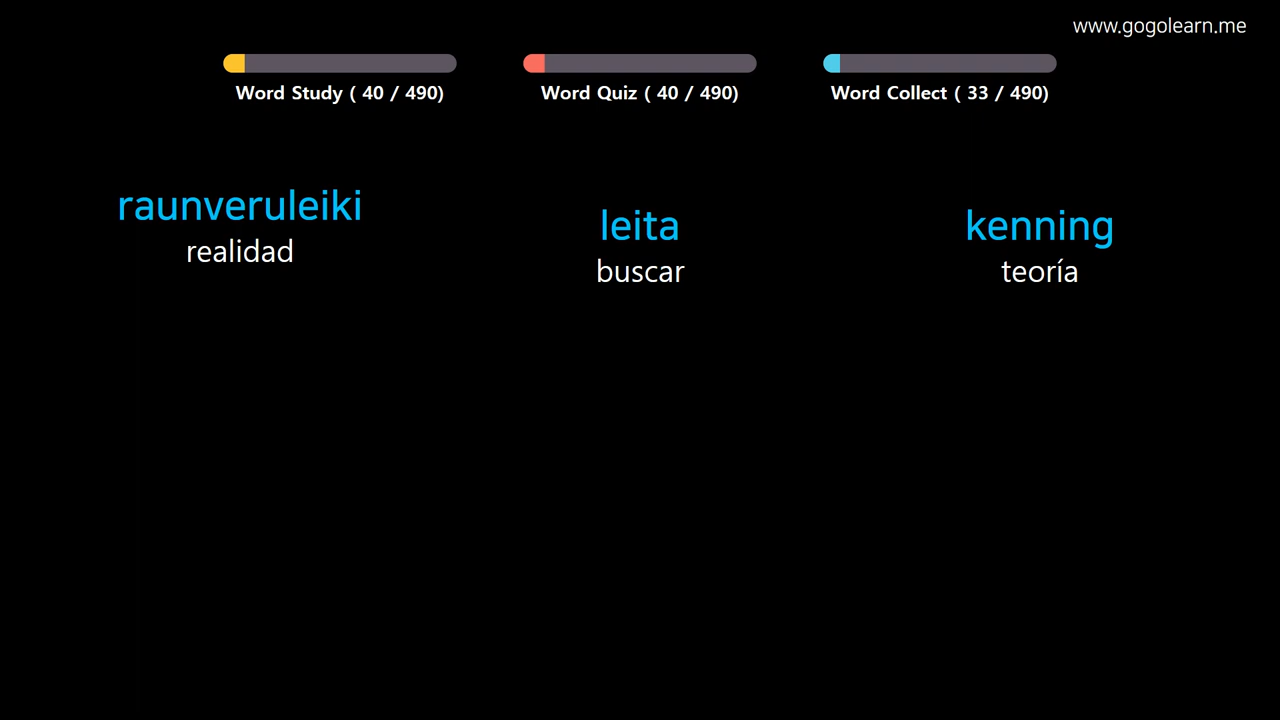 www.gogolearn.me
Word Study ( 40 / 490)
Word Quiz ( 40 / 490)
Word Collect ( 33 / 490)
raunveruleiki
realidad
leita
buscar
kenning
teoría